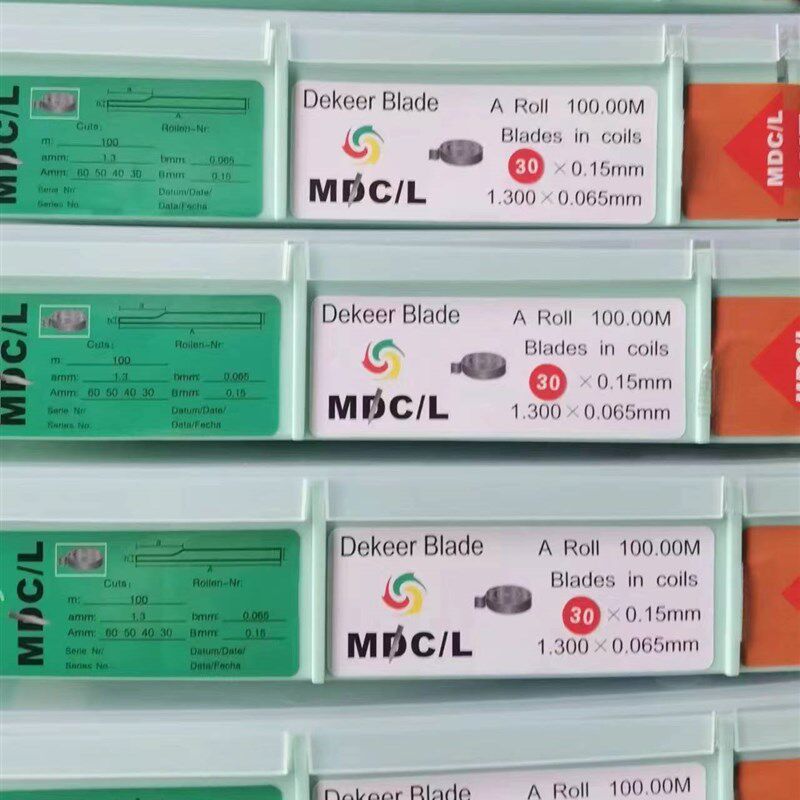 MDC/L
Cuts: Rollen-Nr:
m: 100
amm: 1.3 bmm: 0.065
Amm: 60 50 40 30 Bmm: 0.15
Serie Nr/ Datum/Date/
Series No. Data/Fecha
Dekeer Blade A Roll 100.00M
Blades in coils
30 ×0.15mm
MDC/L 1.300×0.065mm
MDC/L
MDC/L
Cuts: Rollen-Nr:
m: 100
amm: 1.3 bmm: 0.065
Amm: 60 50 40 30 Bmm: 0.15
Serie Nr/ Datum/Date/
Series No. Data/Fecha
Dekeer Blade A Roll 100.00M
Blades in coils
30 ×0.15mm
MDC/L 1.300×0.065mm
MDC/L
MDC/L
Cuts: Rollen-Nr:
m: 100
amm: 1.3 bmm: 0.065
Amm: 60 50 40 30 Bmm: 0.15
Serie Nr/ Datum/Date/
Series No. Data/Fecha
Dekeer Blade A Roll 100.00M
Blades in coils
30 ×0.15mm
MDC/L 1.300×0.065mm
Dekeer Blade A Roll 100.00M